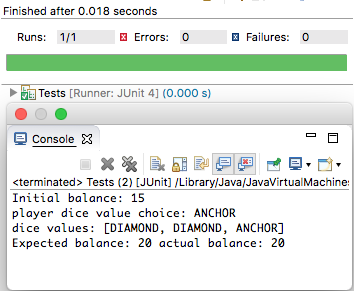 Finished after 0.018 seconds
Runs: 1/1 Errors: 0 Failures: 0
Tests [Runner: JUnit 4] (0.000 s)
Console
<terminated> Tests (2) [JUnit] /Library/Java/JavaVirtualMachines
Initial balance: 15
player dice value choice: ANCHOR
dice values: [DIAMOND, DIAMOND, ANCHOR]
Expected balance: 20 actual balance: 20